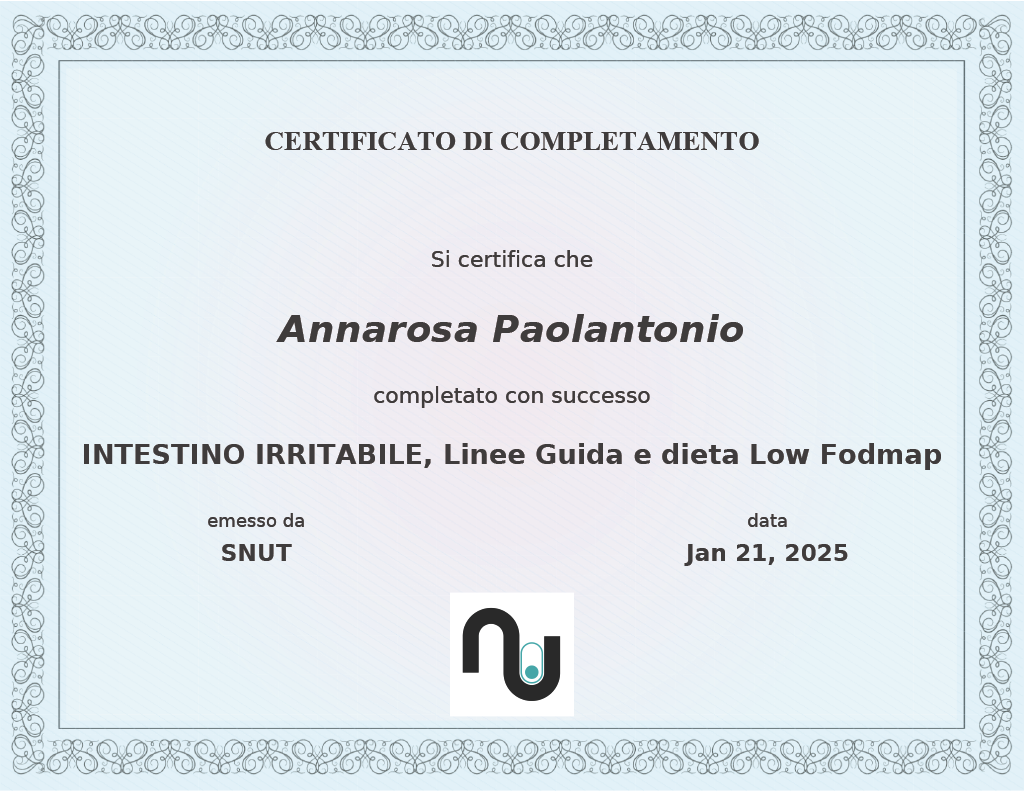 CERTIFICATO DI COMPLETAMENTO
Si certifica che
Annarosa Paolantonio
completato con successo
INTESTINO IRRITABILE, Linee Guida e dieta Low Fodmap
emesso da
SNUT
data
Jan 21, 2025